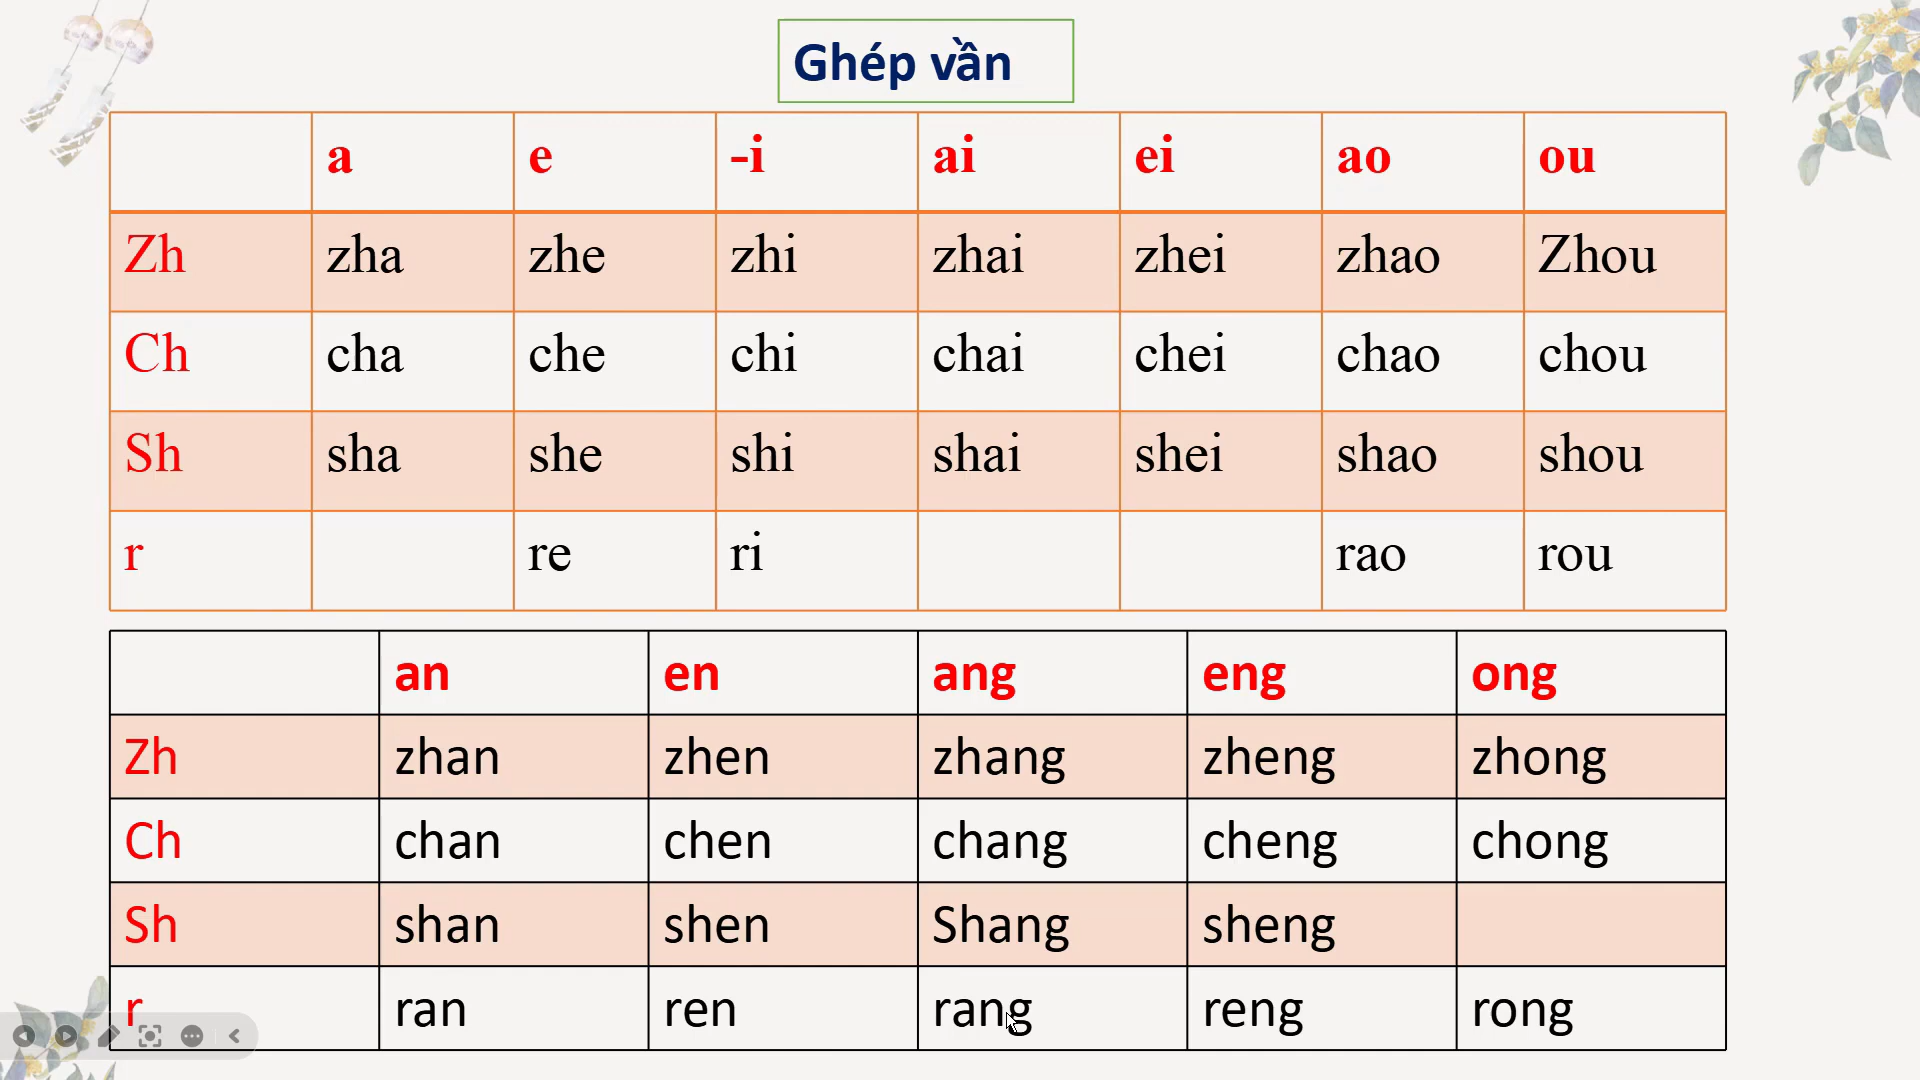 Ghép vần
a e -i ai ei ao ou
Zh zha zhe zhi zhai zhei zhao Zhou
Ch cha che chi chai chei chao chou
Sh sha she shi shai shei shao shou
r re ri rao rou
an en ang eng ong
Zh zhan zhen zhang zheng zhong
Ch chan chen chang cheng chong
Sh shan shen Shang sheng
r ran ren rang reng rong